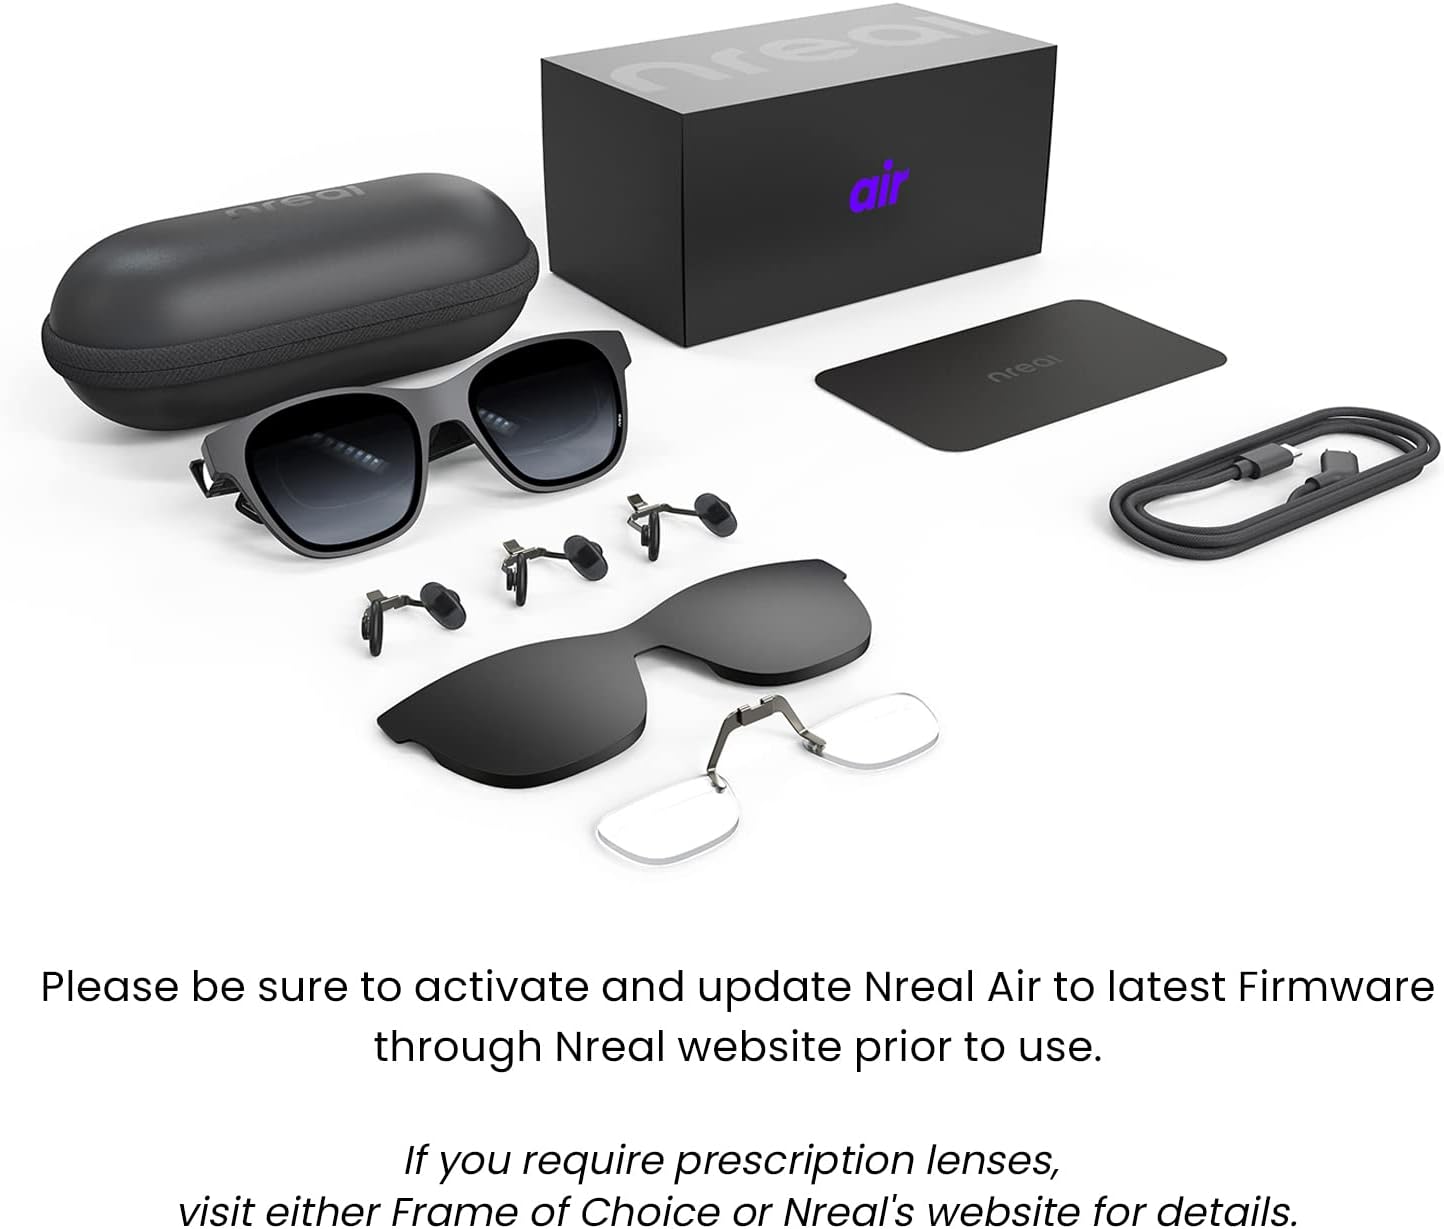 nreal
air
nreal
nreal
Please be sure to activate and update Nreal Air to latest Firmware
through Nreal website prior to use.
If you require prescription lenses,
visit either Frame of Choice or Nreal's website for details.